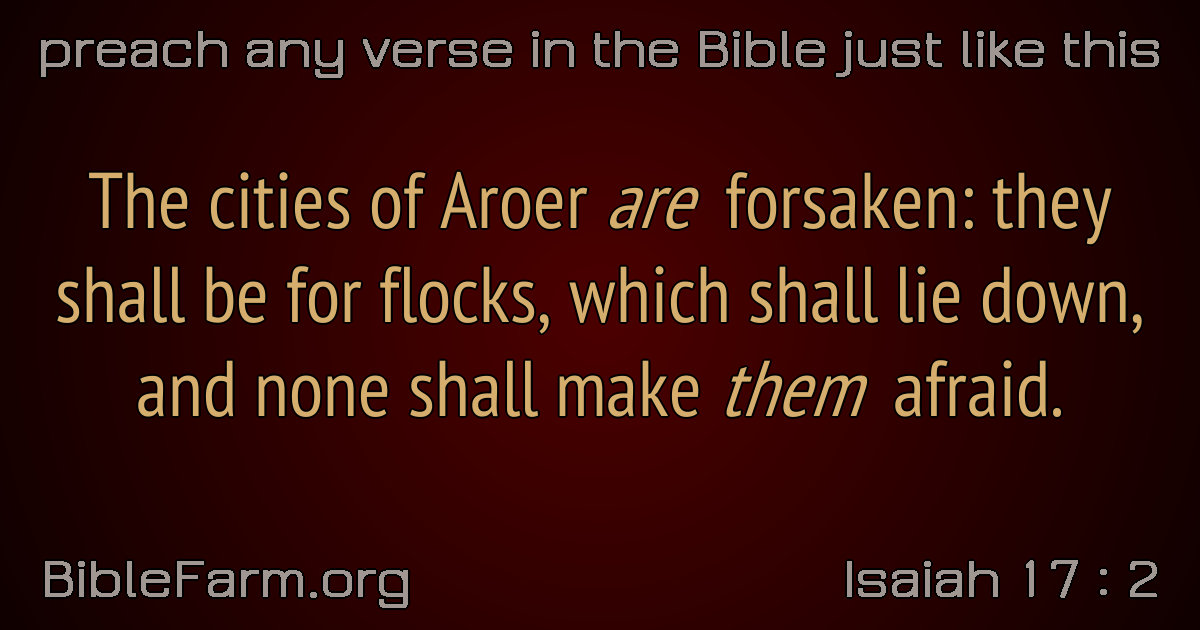 preach any verse in the Bible just like this
The cities of Aroer are forsaken: they
shall be for flocks, which shall lie down,
and none shall make them afraid.
BibleFarm.org
Isaiah 17 : 2